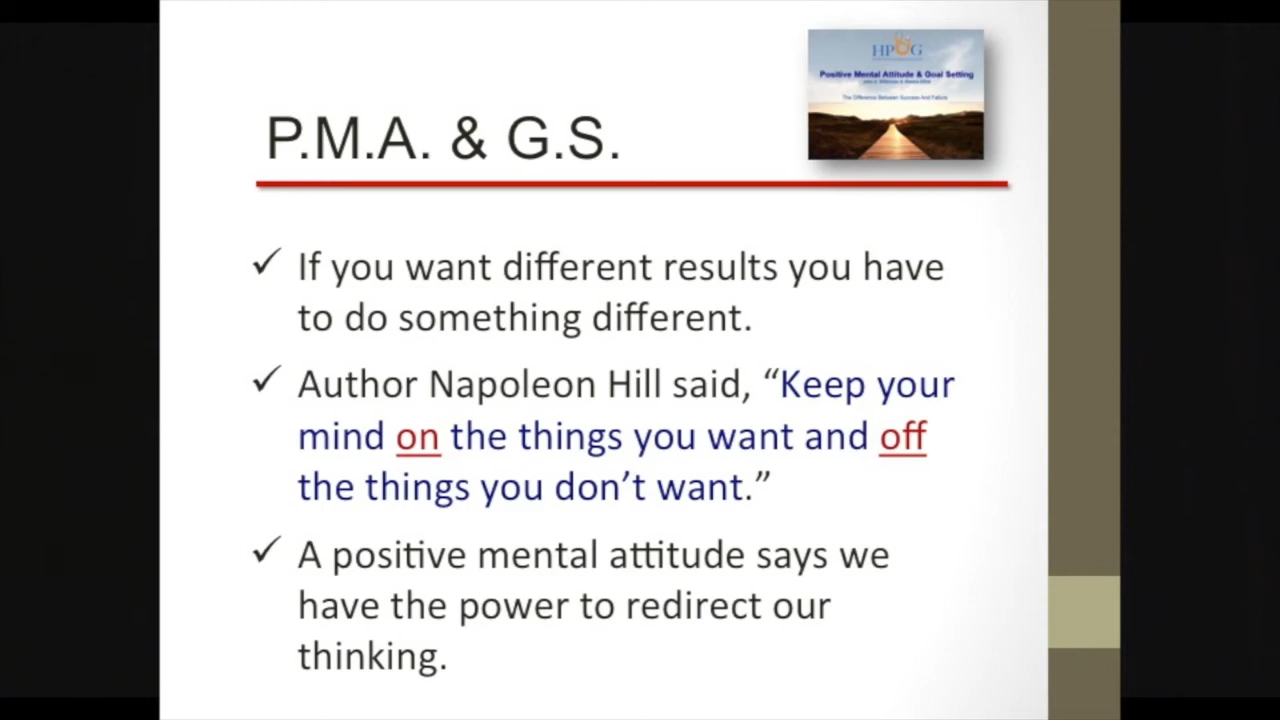 HPOG
Positive Mental Attitude & Goal Setting
The Difference Between Success And Failure
P.M.A. & G.S.
✓ If you want different results you have
to do something different.
✓ Author Napoleon Hill said, “Keep your
mind on the things you want and off
the things you don’t want.”
✓ A positive mental attitude says we
have the power to redirect our
thinking.